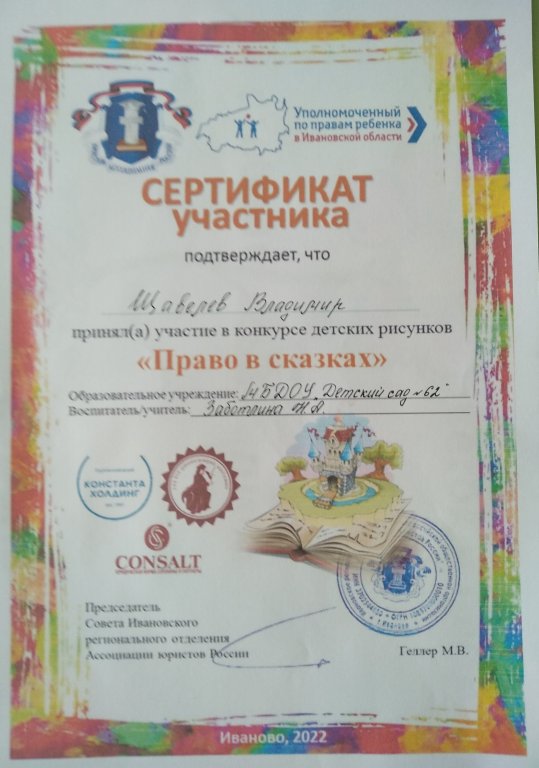 Уполномоченный
по правам ребенка
в Ивановской области
СЕРТИФИКАТ
участника
подтверждает, что
Щавелев Владимир
принял(а) участие в конкурсе детских рисунков
«Право в сказках»
Образовательное учреждение: МБДОУ „Детский сад №62"
Воспитатель/учитель: Заботлина Н.А.
КОНСТАНТА
ХОЛДИНГ
CONSALT
Председатель
Совета Ивановского
регионального отделения
Ассоциации юристов России
Геллер М.В.
Иваново, 2022